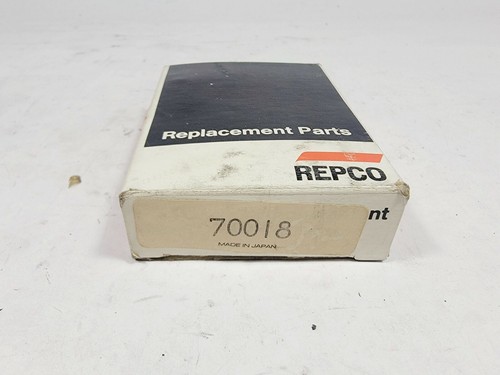 Replacement Parts
REPCO
70018
MADE IN JAPAN
nt